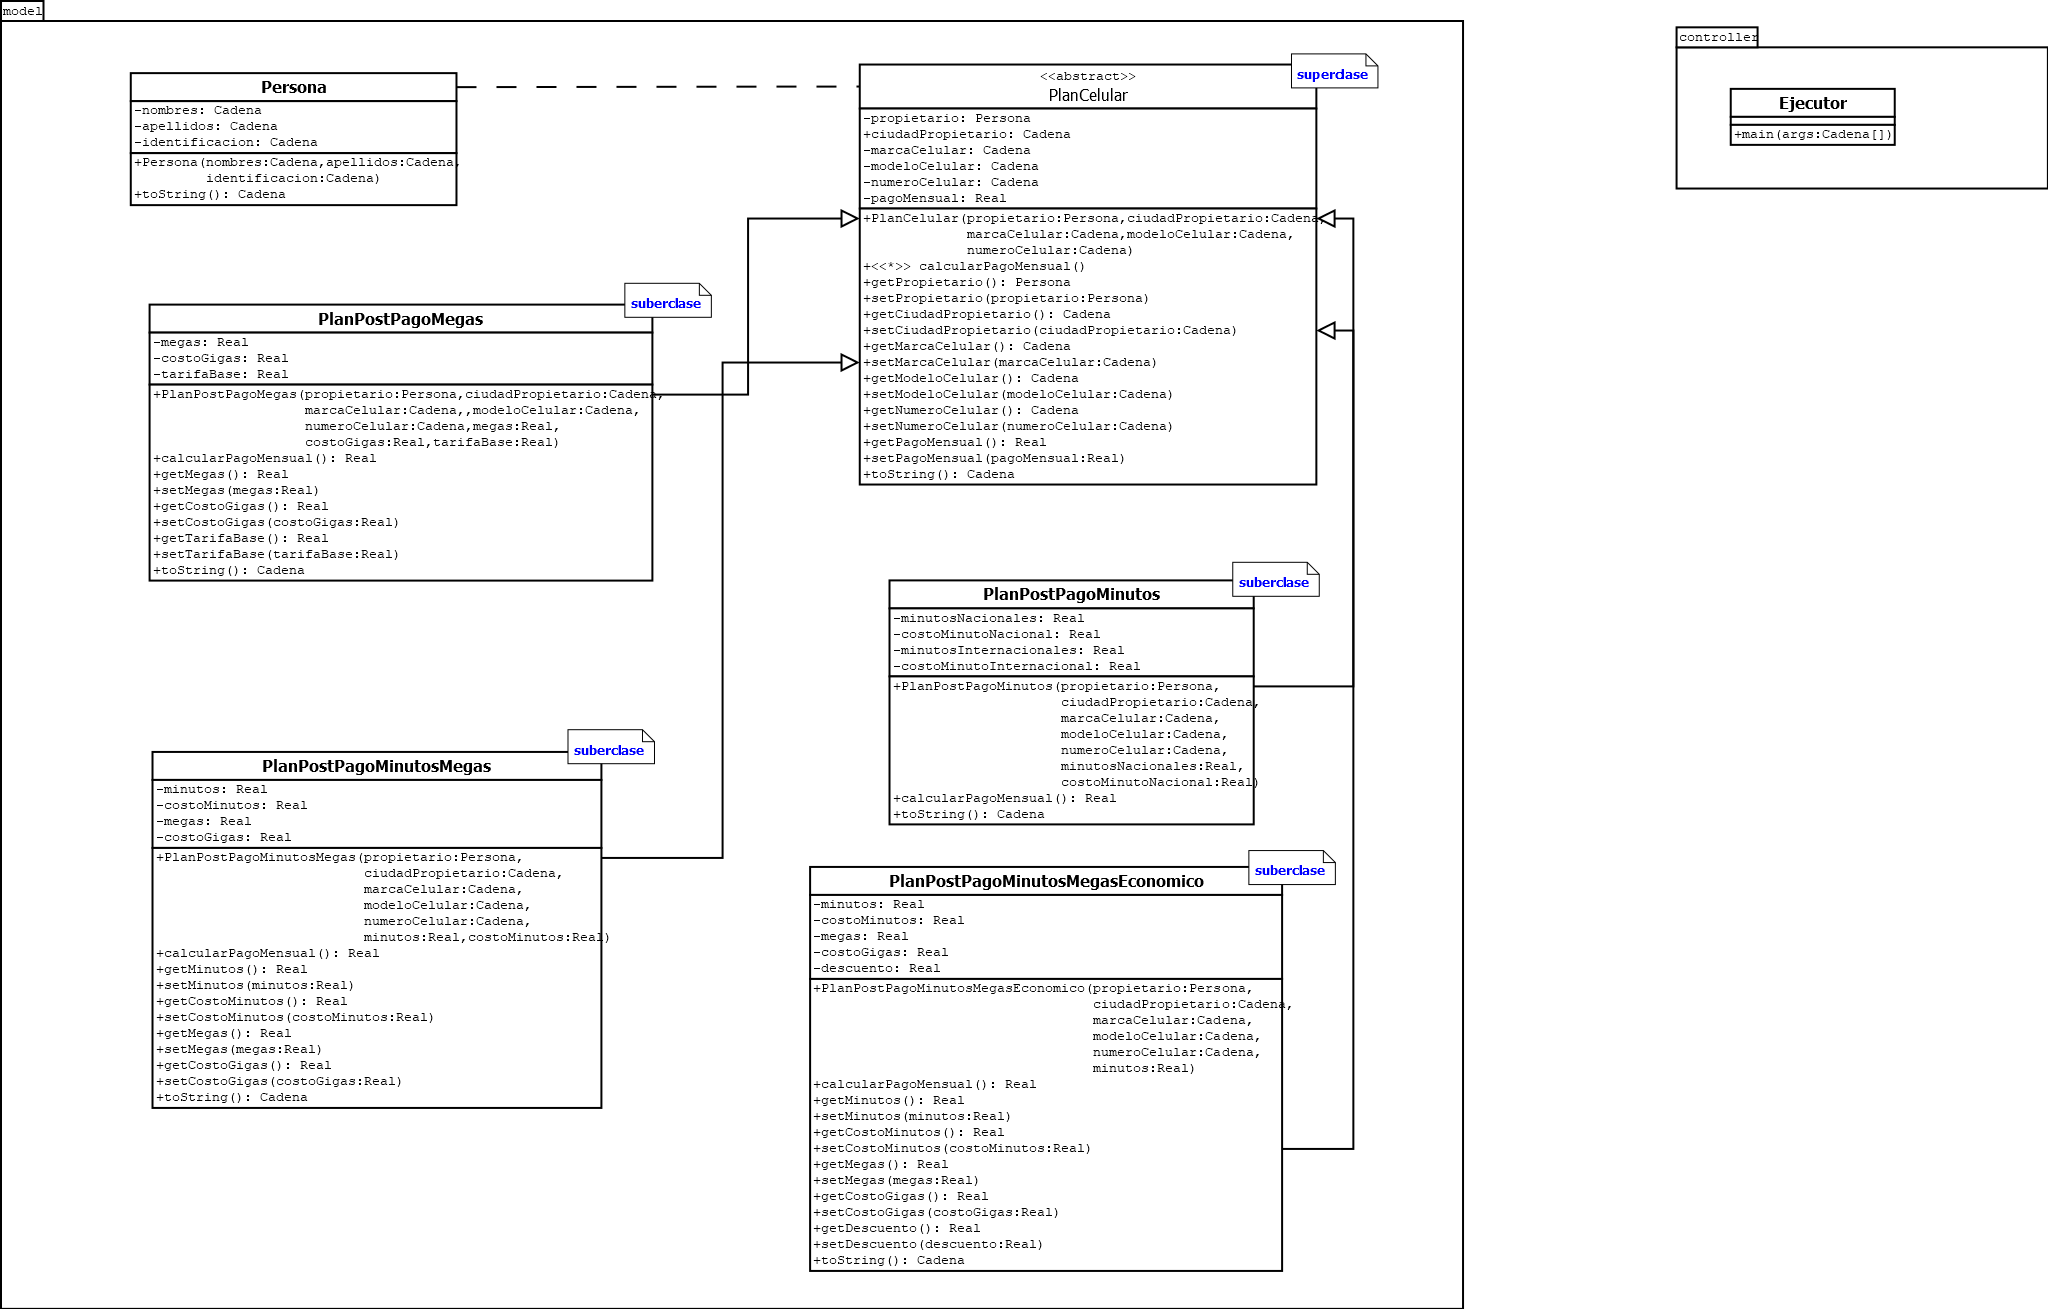 model
controller
Ejecutor
+main(args:Cadena[])
Persona
-nombres: Cadena
-apellidos: Cadena
-identificacion: Cadena
+Persona(nombres:Cadena,apellidos:Cadena,
identificacion:Cadena)
+toString(): Cadena
superclase
<<abstract>>
PlanCelular
-propietario: Persona
+ciudadPropietario: Cadena
-marcaCelular: Cadena
-modeloCelular: Cadena
-numeroCelular: Cadena
-pagoMensual: Real
+PlanCelular(propietario:Persona,ciudadPropietario:Cadena,
marcaCelular:Cadena,modeloCelular:Cadena,
numeroCelular:Cadena)
+<<*>> calcularPagoMensual()
+getPropietario(): Persona
+setPropietario(propietario:Persona)
+getCiudadPropietario(): Cadena
+setCiudadPropietario(ciudadPropietario:Cadena)
+getMarcaCelular(): Cadena
+setMarcaCelular(marcaCelular:Cadena)
+getModeloCelular(): Cadena
+setModeloCelular(modeloCelular:Cadena)
+getNumeroCelular(): Cadena
+setNumeroCelular(numeroCelular:Cadena)
+getPagoMensual(): Real
+setPagoMensual(pagoMensual:Real)
+toString(): Cadena
suberclase
PlanPostPagoMegas
-megas: Real
-costoGigas: Real
-tarifaBase: Real
+PlanPostPagoMegas(propietario:Persona,ciudadPropietario:Cadena,
marcaCelular:Cadena,,modeloCelular:Cadena,
numeroCelular:Cadena,megas:Real,
costoGigas:Real,tarifaBase:Real)
+calcularPagoMensual(): Real
+getMegas(): Real
+setMegas(megas:Real)
+getCostoGigas(): Real
+setCostoGigas(costoGigas:Real)
+getTarifaBase(): Real
+setTarifaBase(tarifaBase:Real)
+toString(): Cadena
suberclase
PlanPostPagoMinutos
-minutosNacionales: Real
-costoMinutoNacional: Real
-minutosInternacionales: Real
-costoMinutoInternacional: Real
+PlanPostPagoMinutos(propietario:Persona,
ciudadPropietario:Cadena,
marcaCelular:Cadena,
modeloCelular:Cadena,
numeroCelular:Cadena,
minutosNacionales:Real,
costoMinutoNacional:Real)
+calcularPagoMensual(): Real
+toString(): Cadena
suberclase
PlanPostPagoMinutosMegas
-minutos: Real
-costoMinutos: Real
-megas: Real
-costoGigas: Real
+PlanPostPagoMinutosMegas(propietario:Persona,
ciudadPropietario:Cadena,
marcaCelular:Cadena,
modeloCelular:Cadena,
numeroCelular:Cadena,
minutos:Real,costoMinutos:Real)
+calcularPagoMensual(): Real
+getMinutos(): Real
+setMinutos(minutos:Real)
+getCostoMinutos(): Real
+setCostoMinutos(costoMinutos:Real)
+getMegas(): Real
+setMegas(megas:Real)
+getCostoGigas(): Real
+setCostoGigas(costoGigas:Real)
+toString(): Cadena
suberclase
PlanPostPagoMinutosMegasEconomico
-minutos: Real
-costoMinutos: Real
-megas: Real
-costoGigas: Real
-descuento: Real
+PlanPostPagoMinutosMegasEconomico(propietario:Persona,
ciudadPropietario:Cadena,
marcaCelular:Cadena,
modeloCelular:Cadena,
numeroCelular:Cadena,
minutos:Real)
+calcularPagoMensual(): Real
+getMinutos(): Real
+setMinutos(minutos:Real)
+getCostoMinutos(): Real
+setCostoMinutos(costoMinutos:Real)
+getMegas(): Real
+setMegas(megas:Real)
+getCostoGigas(): Real
+setCostoGigas(costoGigas:Real)
+getDescuento(): Real
+setDescuento(descuento:Real)
+toString(): Cadena